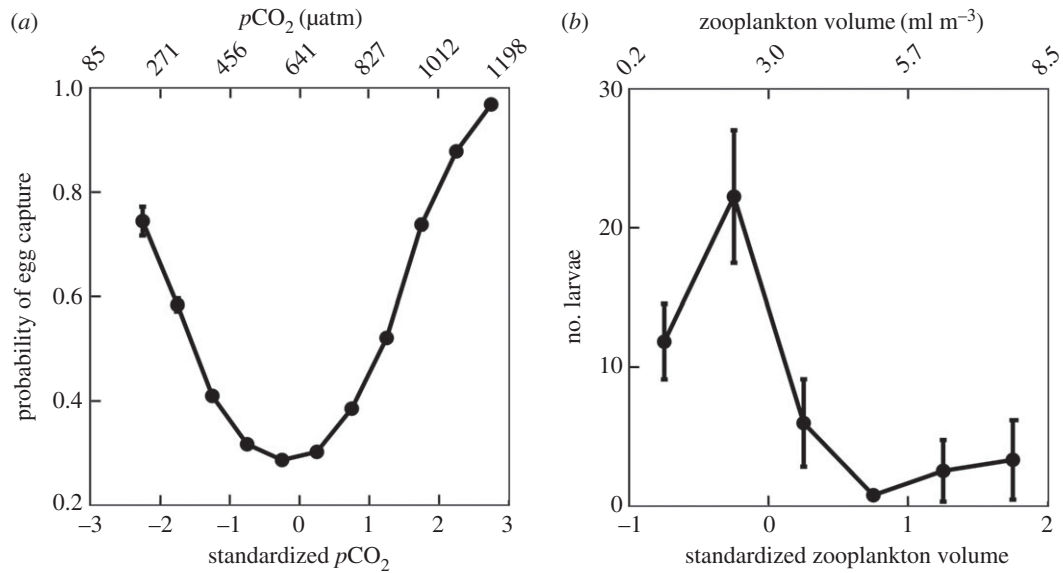 (a)
pCO2 (µatm)
85 271 456 641 827 1012 1198
1.0
0.8
0.6
0.4
0.2
probability of egg capture
–3 –2 –1 0 1 2 3
standardized pCO2
(b)
zooplankton volume (ml m–3)
0.2 3.0 5.7 8.5
30
20
10
0
no. larvae
–1 0 1 2
standardized zooplankton volume